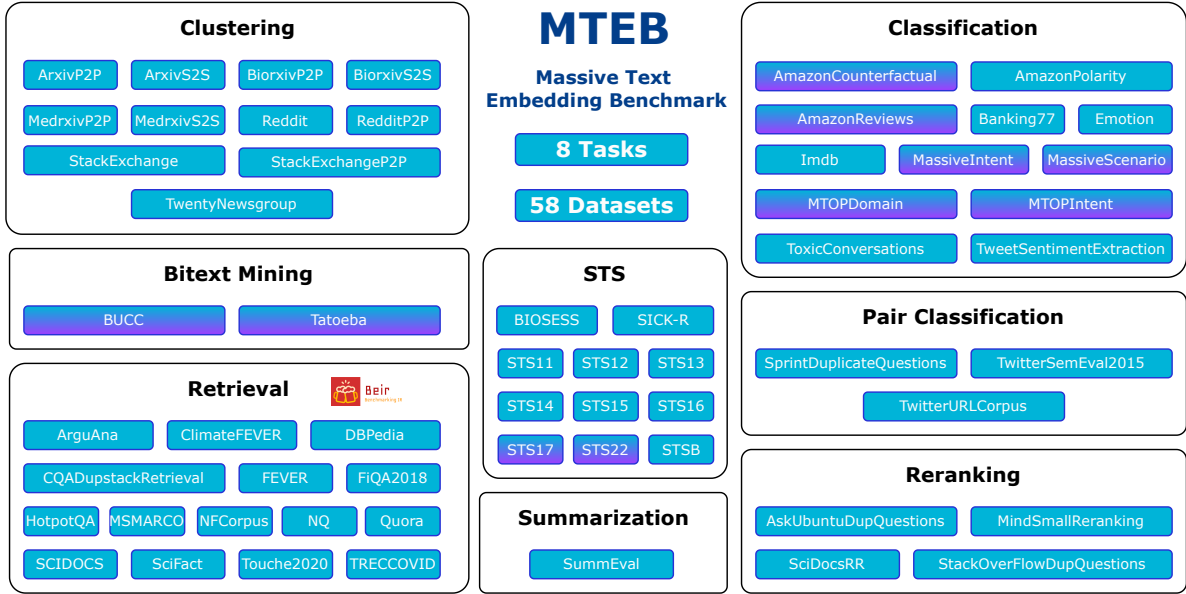 Clustering
ArxivP2P ArxivS2S BiorxivP2P BiorxivS2S
MedrxivP2P MedrxivS2S Reddit RedditP2P
StackExchange StackExchangeP2P
TwentyNewsgroup
MTEB
Massive Text
Embedding Benchmark
8 Tasks
58 Datasets
Classification
AmazonCounterfactual AmazonPolarity
AmazonReviews Banking77 Emotion
Imdb MassiveIntent MassiveScenario
MTOPDomain MTOPIntent
ToxicConversations TweetSentimentExtraction
Bitext Mining
BUCC Tatoeba
STS
BIOSESS SICK-R
STS11 STS12 STS13
STS14 STS15 STS16
STS17 STS22 STSB
Pair Classification
SprintDuplicateQuestions TwitterSemEval2015
TwitterURLCorpus
Retrieval
Beir
Benchmarking IR
ArguAna ClimateFEVER DBPedia
CQADupstackRetrieval FEVER FiQA2018
HotpotQA MSMARCO NFCorpus NQ Quora
SCIDOCS SciFact Touche2020 TRECCOVID
Summarization
SummEval
Reranking
AskUbuntuDupQuestions MindSmallReranking
SciDocsRR StackOverFlowDupQuestions